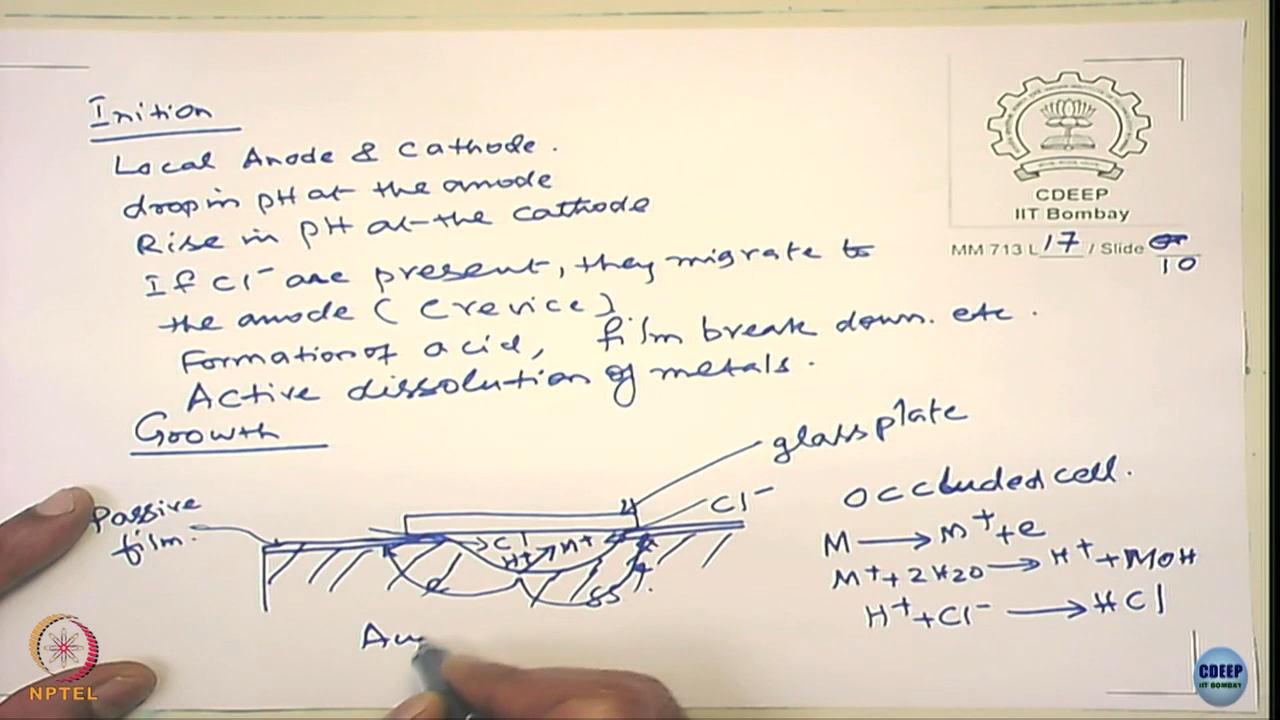 Inition
Local Anode & cathode.
drop in pH at the anode
Rise in pH at the cathode
If Cl⁻ are present, they migrate to
the anode (crevice)
Formation of acid, film break down. etc.
Active dissolution of metals.
Growth
glass plate
Passive
film.
Cl⁻
Cl
H⁺
M⁺
e
SS
occluded cell.
M → M⁺ + e
M⁺ + 2H2O → H⁺ + MOH
H⁺ + Cl⁻ → HCl
CDEEP
IIT Bombay
MM 713 L 17 / Slide 10
NPTEL
CDEEP
IIT BOMBAY